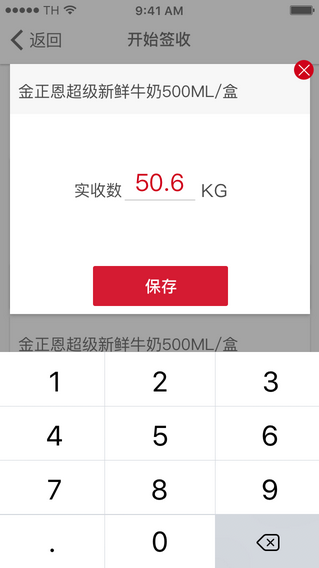 TH 9:41 AM
返回 开始签收
金正恩超级新鲜牛奶500ML/盒
实收数 50.6 KG
保存
金正恩超级新鲜牛奶500ML/盒
1 2 3
4 5 6
7 8 9
. 0